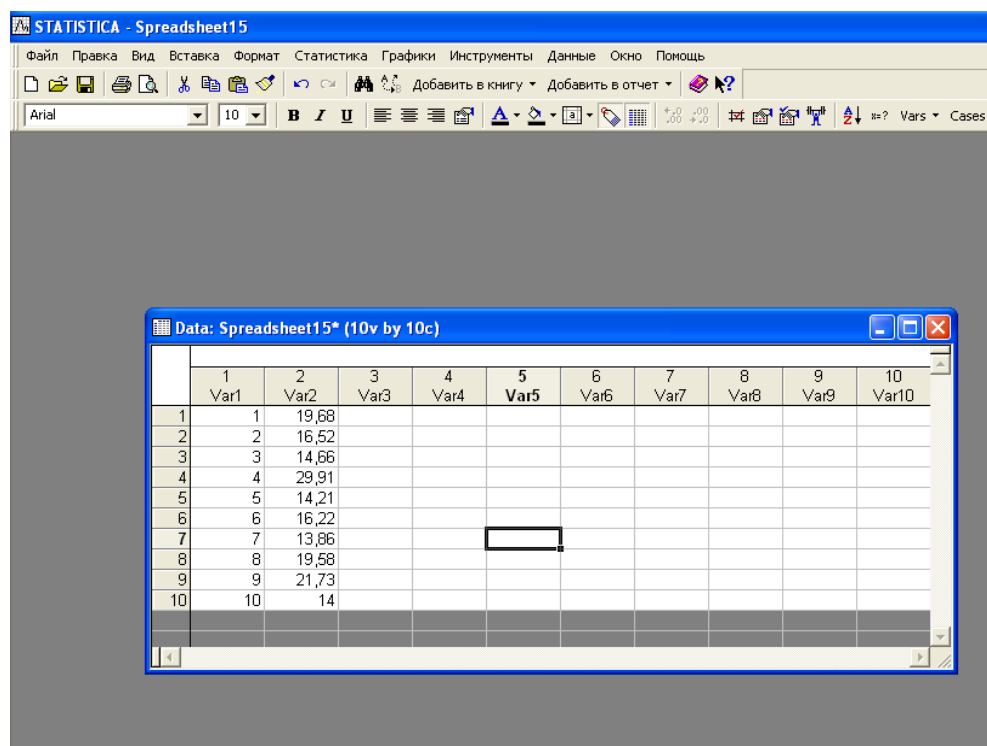 STATISTICA - Spreadsheet15
Файл Правка Вид Вставка Формат Статистика Графики Инструменты Данные Окно Помощь
Добавить в книгу Добавить в отчет
Arial 10 B I U A a x=? Vars Cases
Data: Spreadsheet15* (10v by 10c)
1 2 3 4 5 6 7 8 9 10
Var1 Var2 Var3 Var4 Var5 Var6 Var7 Var8 Var9 Var10
1 1 19,68
2 2 16,52
3 3 14,66
4 4 29,91
5 5 14,21
6 6 16,22
7 7 13,86
8 8 19,58
9 9 21,73
10 10 14